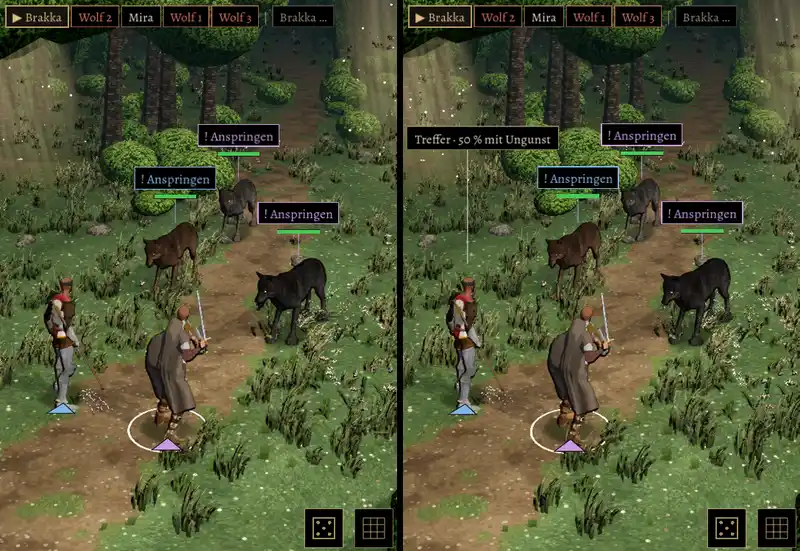 ▶ Brakka Wolf 2 Mira Wolf 1 Wolf 3 Brakka ...
! Anspringen
! Anspringen
! Anspringen
▶ Brakka Wolf 2 Mira Wolf 1 Wolf 3 Brakka ...
Treffer · 50 % mit Ungunst
! Anspringen
! Anspringen
! Anspringen